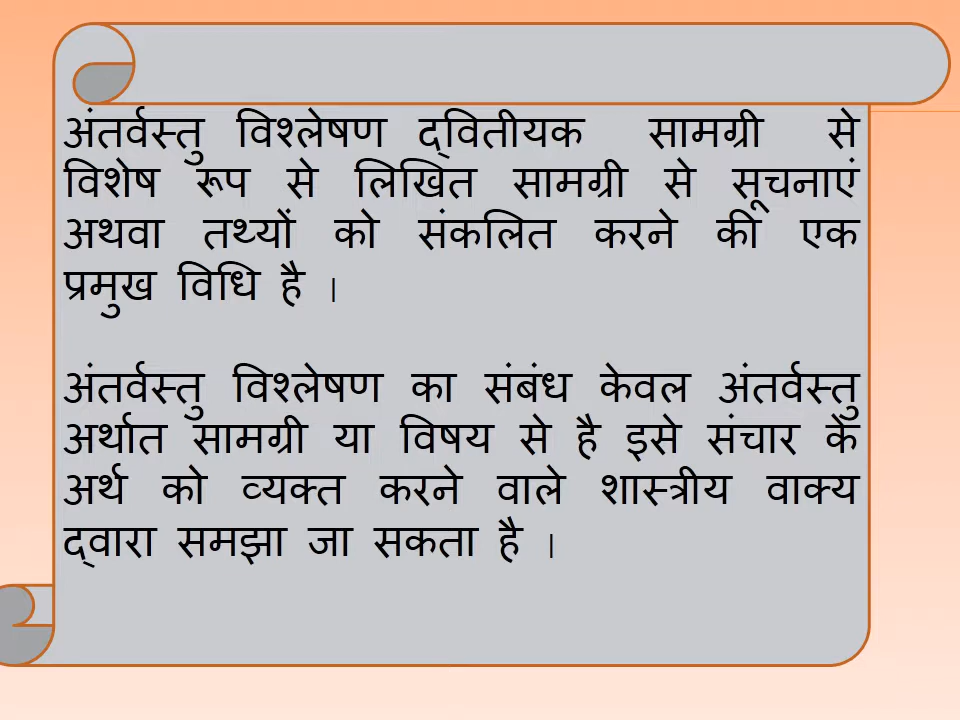 अंतर्वस्तु विश्लेषण द्वितीयक सामग्री से
विशेष रूप से लिखित सामग्री से सूचनाएं
अथवा तथ्यों को संकलित करने की एक
प्रमुख विधि है ।
अंतर्वस्तु विश्लेषण का संबंध केवल अंतर्वस्तु
अर्थात सामग्री या विषय से है इसे संचार के
अर्थ को व्यक्त करने वाले शास्त्रीय वाक्य
द्वारा समझा जा सकता है ।